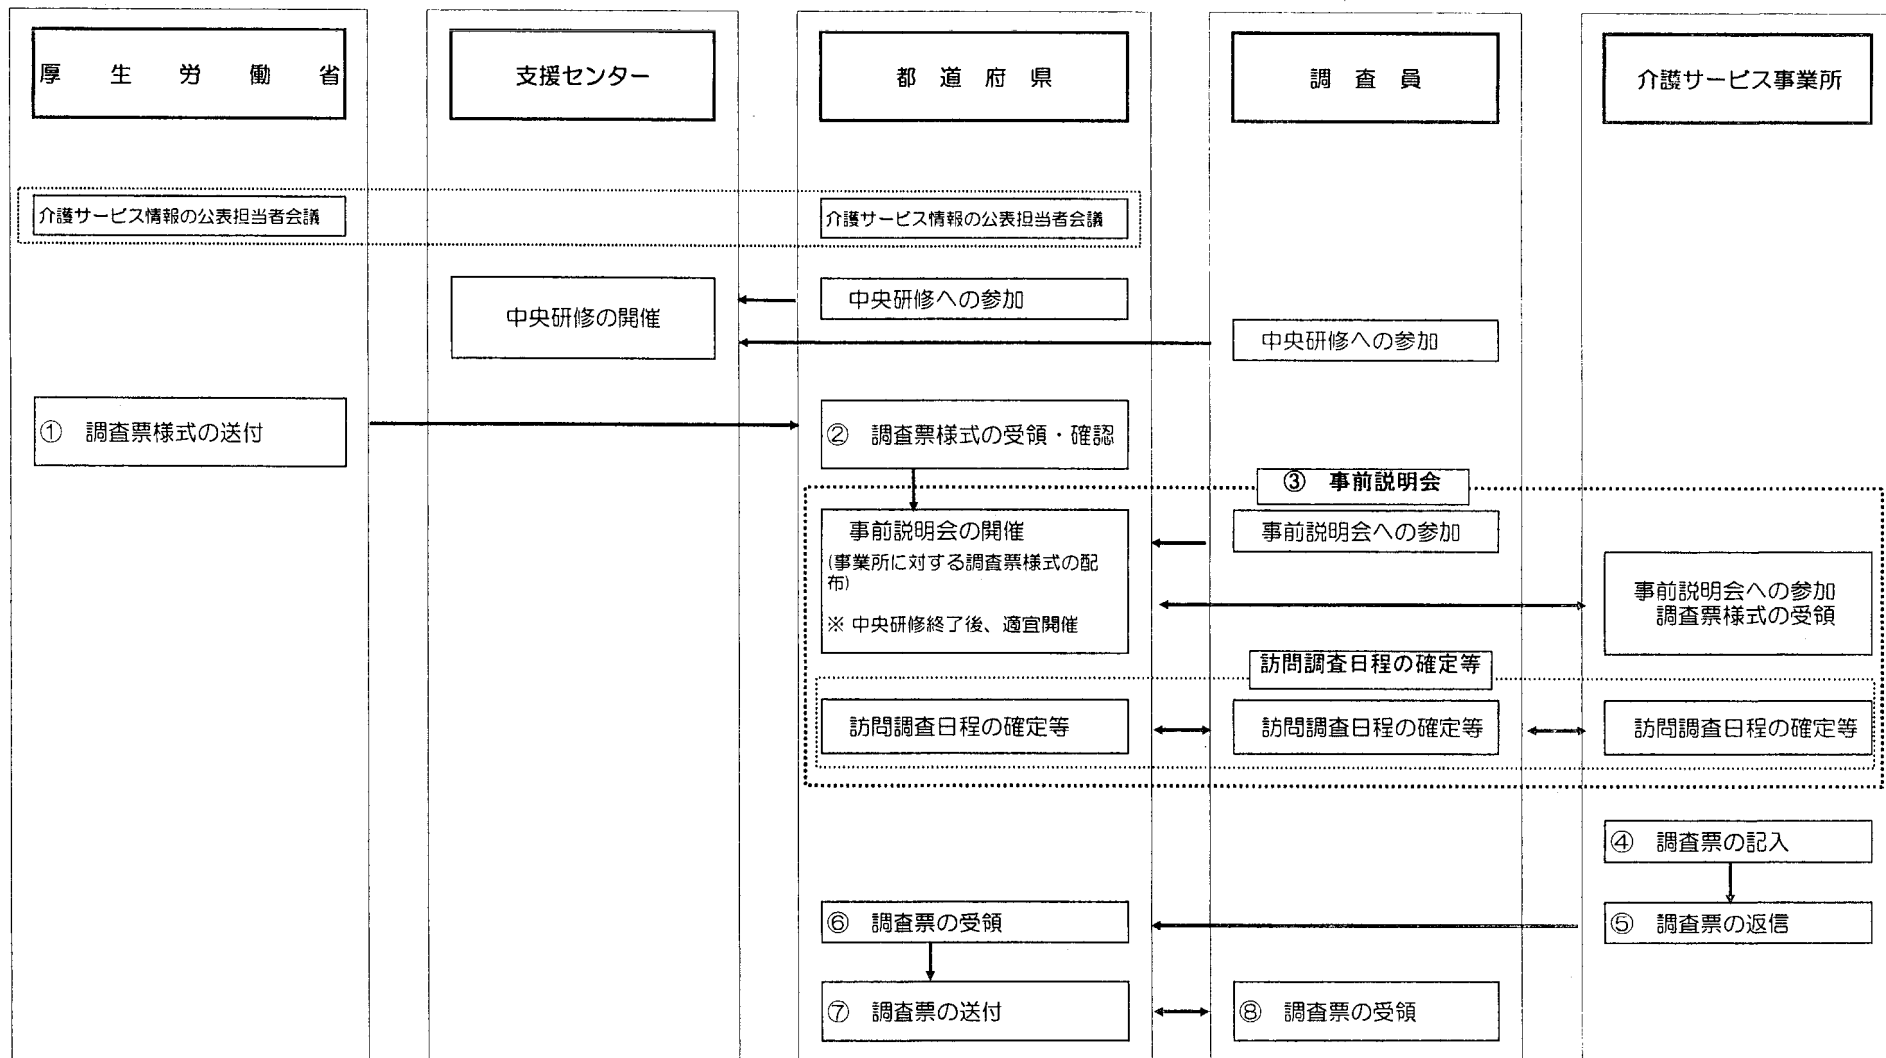 厚生労働省
支援センター
都道府県
調査員
介護サービス事業所
介護サービス情報の公表担当者会議
介護サービス情報の公表担当者会議
中央研修の開催
中央研修への参加
中央研修への参加
① 調査票様式の送付
② 調査票様式の受領・確認
③ 事前説明会
事前説明会の開催
(事業所に対する調査票様式の配
布)
※ 中央研修終了後、適宜開催
事前説明会への参加
事前説明会への参加
調査票様式の受領
訪問調査日程の確定等
訪問調査日程の確定等
訪問調査日程の確定等
訪問調査日程の確定等
④ 調査票の記入
⑤ 調査票の返信
⑥ 調査票の受領
⑦ 調査票の送付
⑧ 調査票の受領